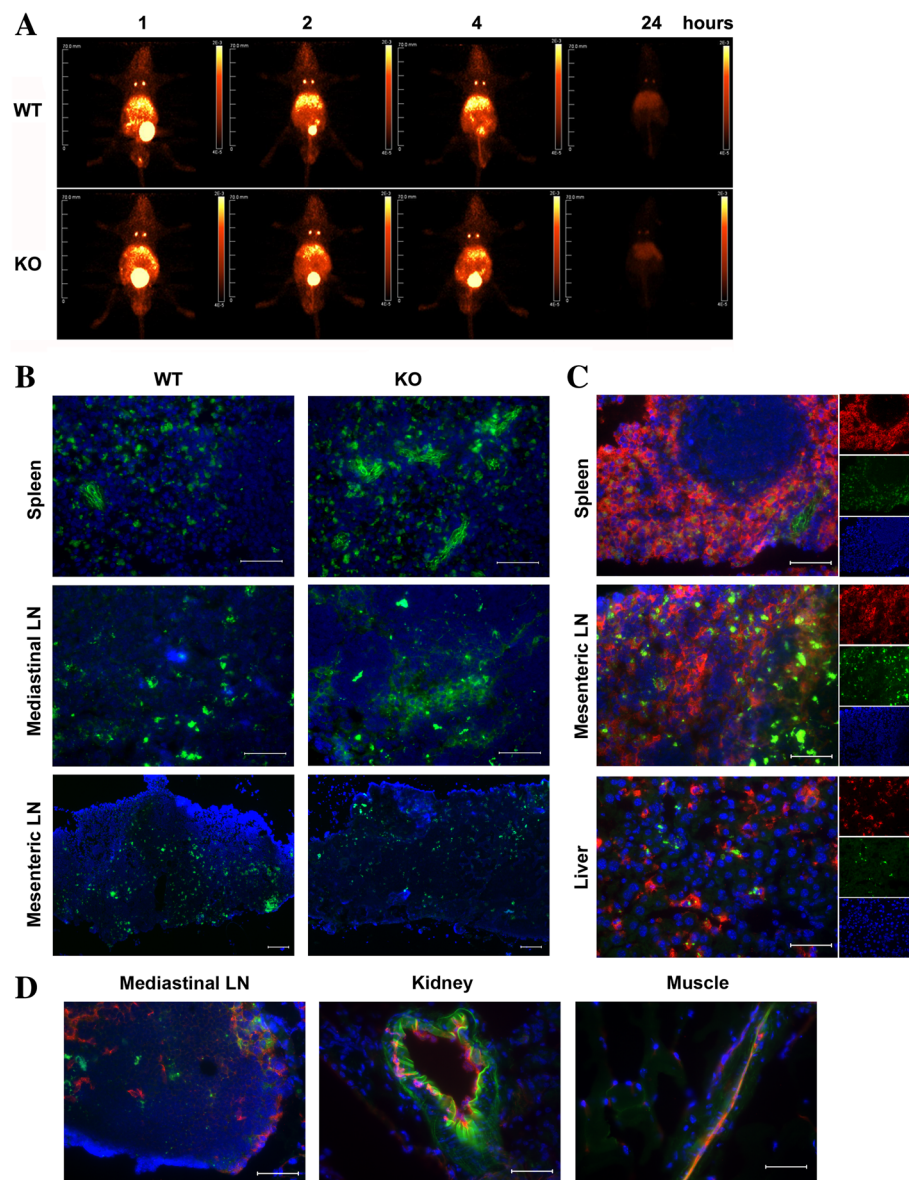 A
1 2 4 24 hours
WT
KO
B
WT KO
Spleen
Mediastinal LN
Mesenteric LN
C
Spleen
Mesenteric LN
Liver
D
Mediastinal LN Kidney Muscle